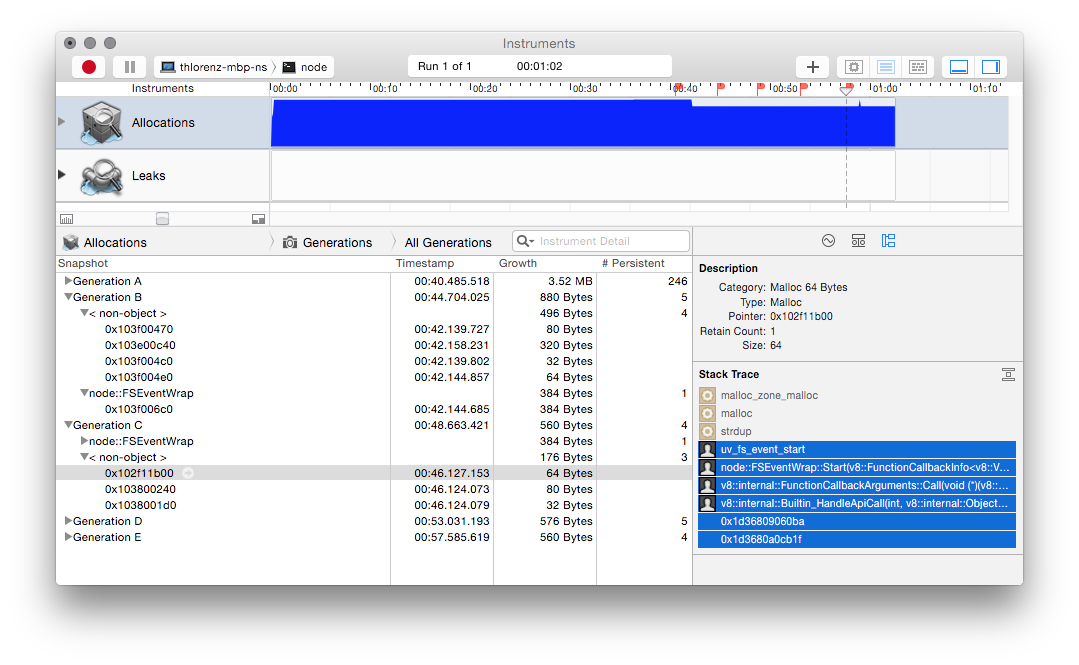 Instruments
thlorenz-mbp-ns node
Run 1 of 1 00:01:02
Instruments
00:00 00:10 00:20 00:30 00:40 00:50 01:00 01:10
Allocations
Leaks
Allocations Generations All Generations Instrument Detail
Snapshot Timestamp Growth # Persistent
Generation A 00:40.485.518 3.52 MB 246
Generation B 00:44.704.025 880 Bytes 5
< non-object > 496 Bytes 4
0x103f00470 00:42.139.727 80 Bytes
0x103e00c40 00:42.158.231 320 Bytes
0x103f004c0 00:42.139.802 32 Bytes
0x103f004e0 00:42.144.857 64 Bytes
node::FSEventWrap 384 Bytes 1
0x103f006c0 00:42.144.685 384 Bytes
Generation C 00:48.663.421 560 Bytes 4
node::FSEventWrap 384 Bytes 1
< non-object > 176 Bytes 3
0x102f11b00 00:46.127.153 64 Bytes
0x103800240 00:46.124.073 80 Bytes
0x1038001d0 00:46.124.079 32 Bytes
Generation D 00:53.031.193 576 Bytes 5
Generation E 00:57.585.619 560 Bytes 4
Description
Category: Malloc 64 Bytes
Type: Malloc
Pointer: 0x102f11b00
Retain Count: 1
Size: 64
Stack Trace
malloc_zone_malloc
malloc
strdup
uv_fs_event_start
node::FSEventWrap::Start(v8::FunctionCallbackInfo<v8::V...
v8::internal::FunctionCallbackArguments::Call(void (*)(v8::...
v8::internal::Builtin_HandleApiCall(int, v8::internal::Object...
0x1d36809060ba
0x1d3680a0cb1f